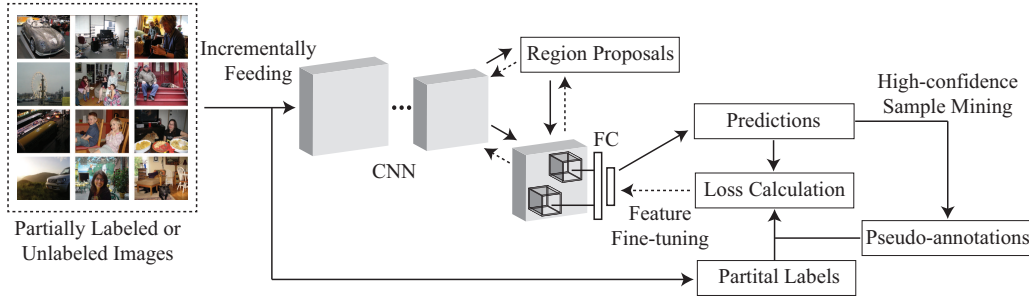 Incrementally
Feeding
Region Proposals
High-confidence
Sample Mining
FC
Predictions
CNN
Loss Calculation
Feature
Fine-tuning
Partially Labeled or
Unlabeled Images
Pseudo-annotations
Partital Labels